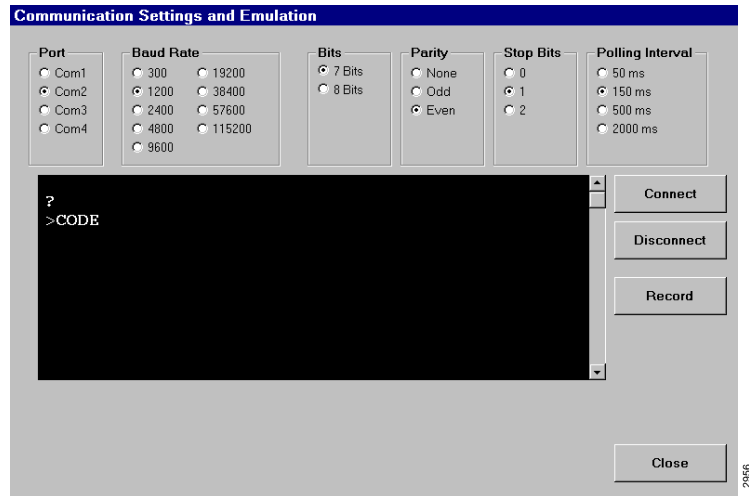 Communication Settings and Emulation
Port
Com1
Com2
Com3
Com4
Baud Rate
300
1200
2400
4800
9600
19200
38400
57600
115200
Bits
7 Bits
8 Bits
Parity
None
Odd
Even
Stop Bits
0
1
2
Polling Interval
50 ms
150 ms
500 ms
2000 ms
?
>CODE
Connect
Disconnect
Record
Close
2956